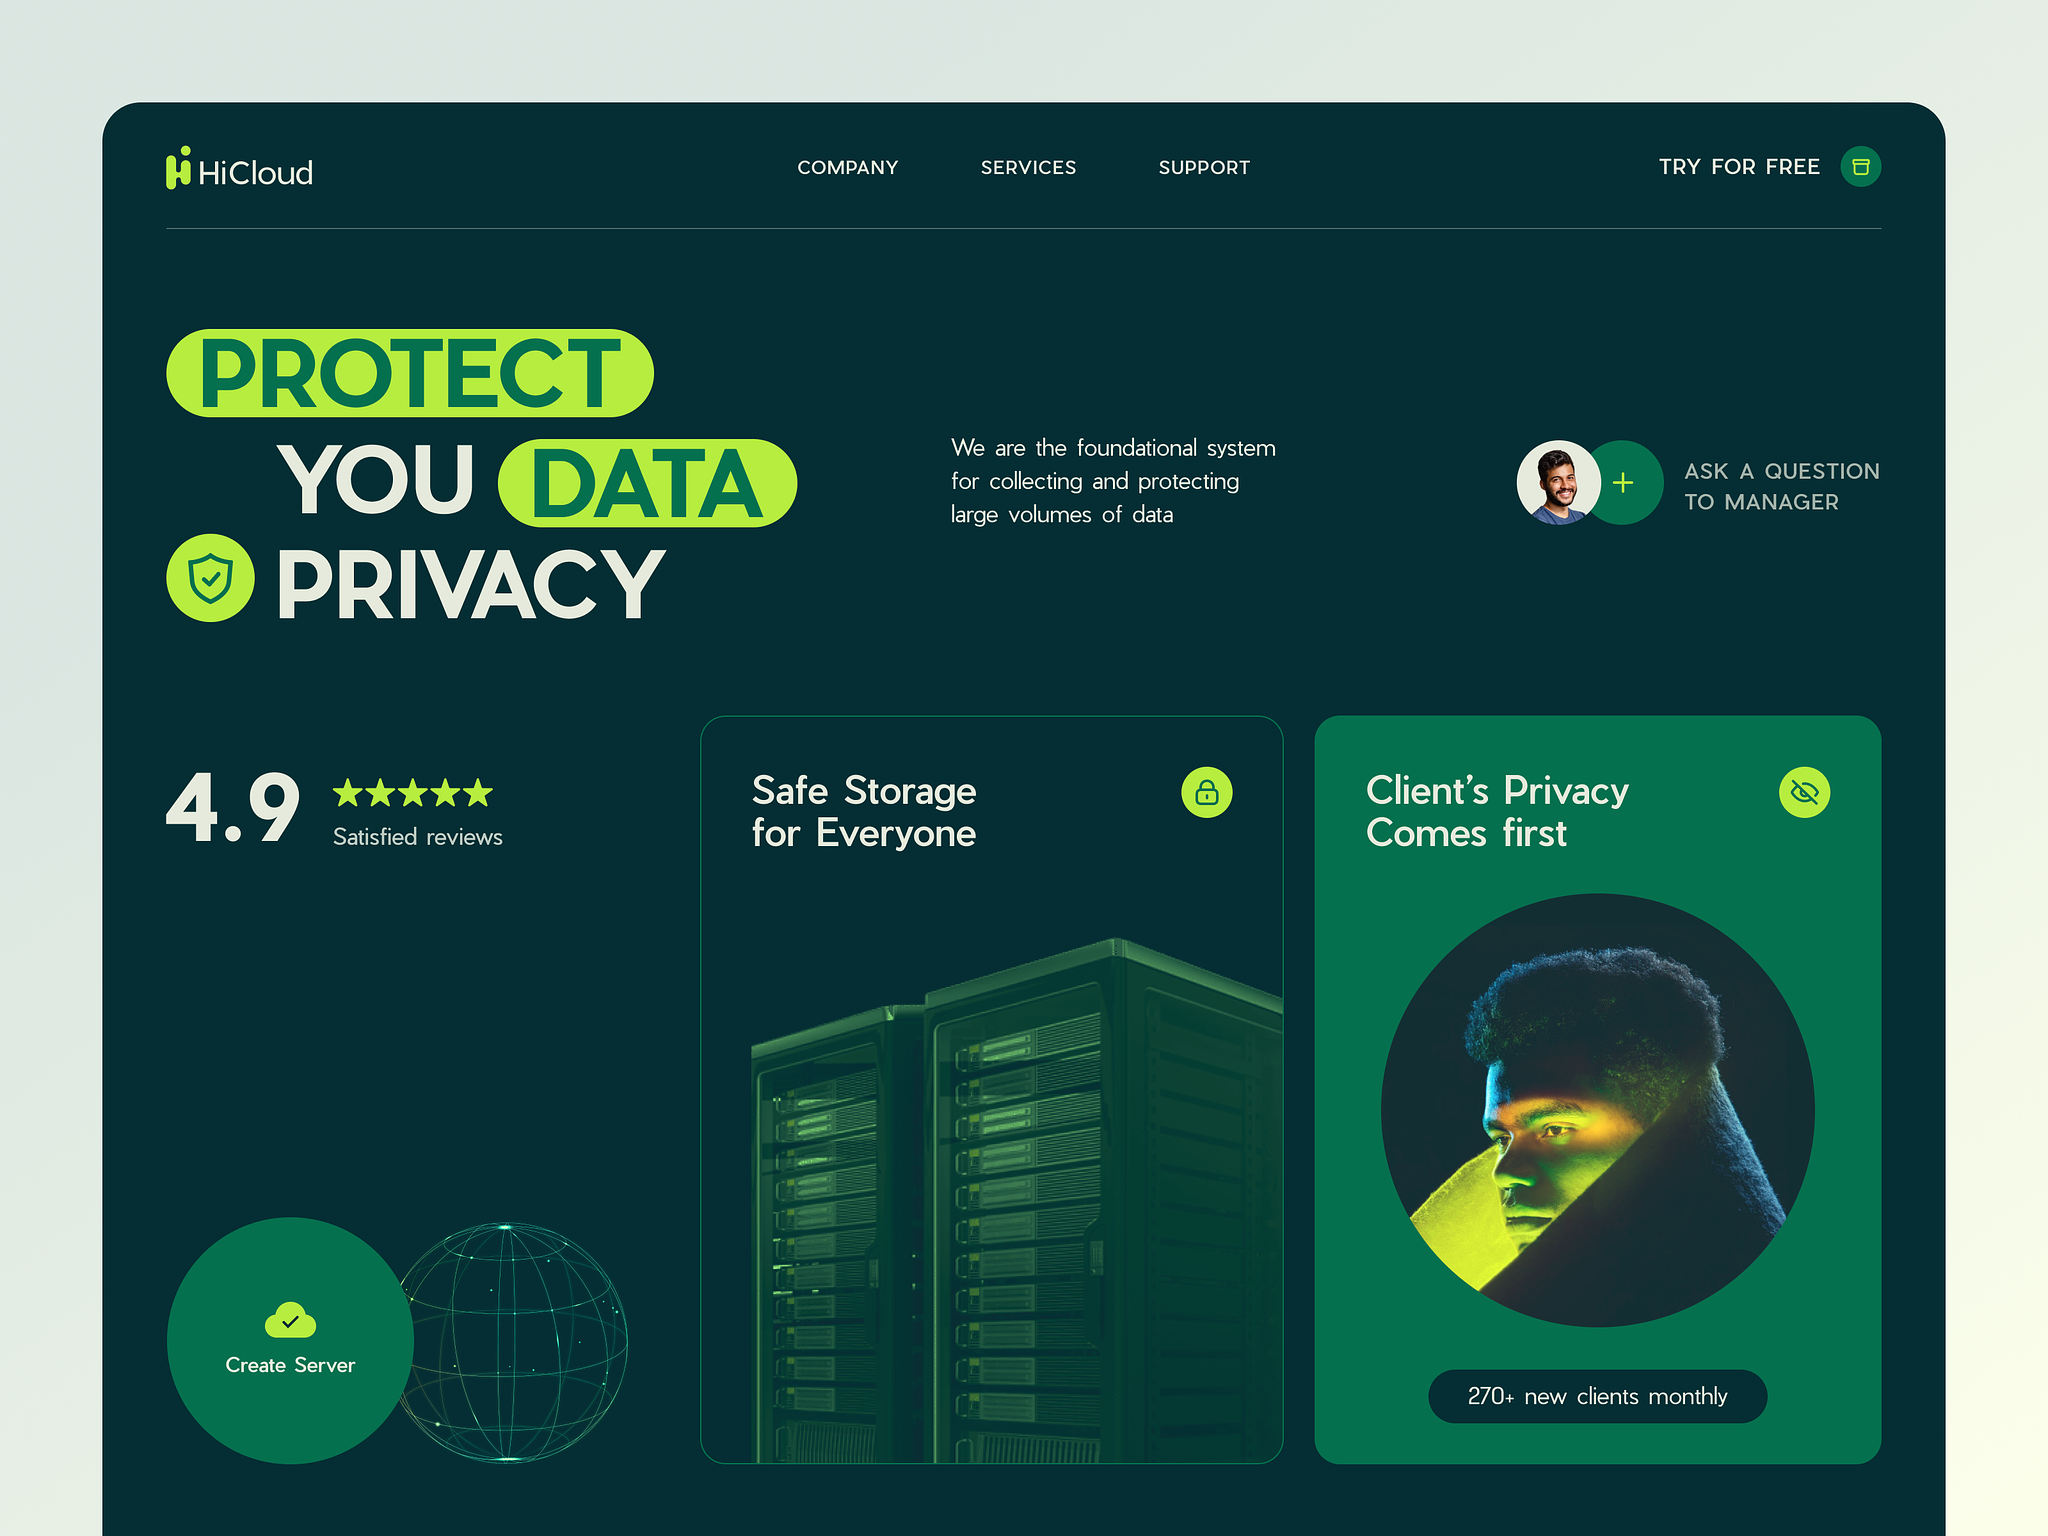 HiCloud
COMPANY
SERVICES
SUPPORT
TRY FOR FREE
PROTECT
YOU DATA
PRIVACY
We are the foundational system
for collecting and protecting
large volumes of data
ASK A QUESTION
TO MANAGER
4.9
Satisfied reviews
Safe Storage
for Everyone
Client’s Privacy
Comes first
Create Server
270+ new clients monthly